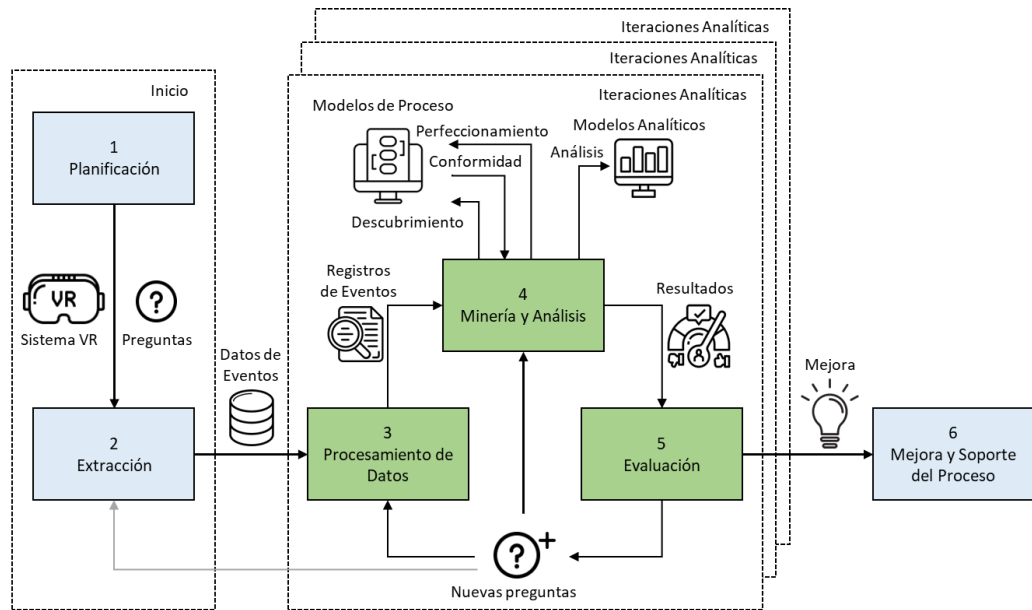 Iteraciones Analíticas
Iteraciones Analíticas
Iteraciones Analíticas
Inicio
1
Planificación
Modelos de Proceso
Perfeccionamiento
Conformidad
Descubrimiento
Modelos Analíticos
Análisis
VR
Sistema VR
?
Preguntas
Registros
de Eventos
4
Minería y Análisis
Resultados
Datos de
Eventos
Mejora
2
Extracción
3
Procesamiento de
Datos
5
Evaluación
6
Mejora y Soporte
del Proceso
?+
Nuevas preguntas